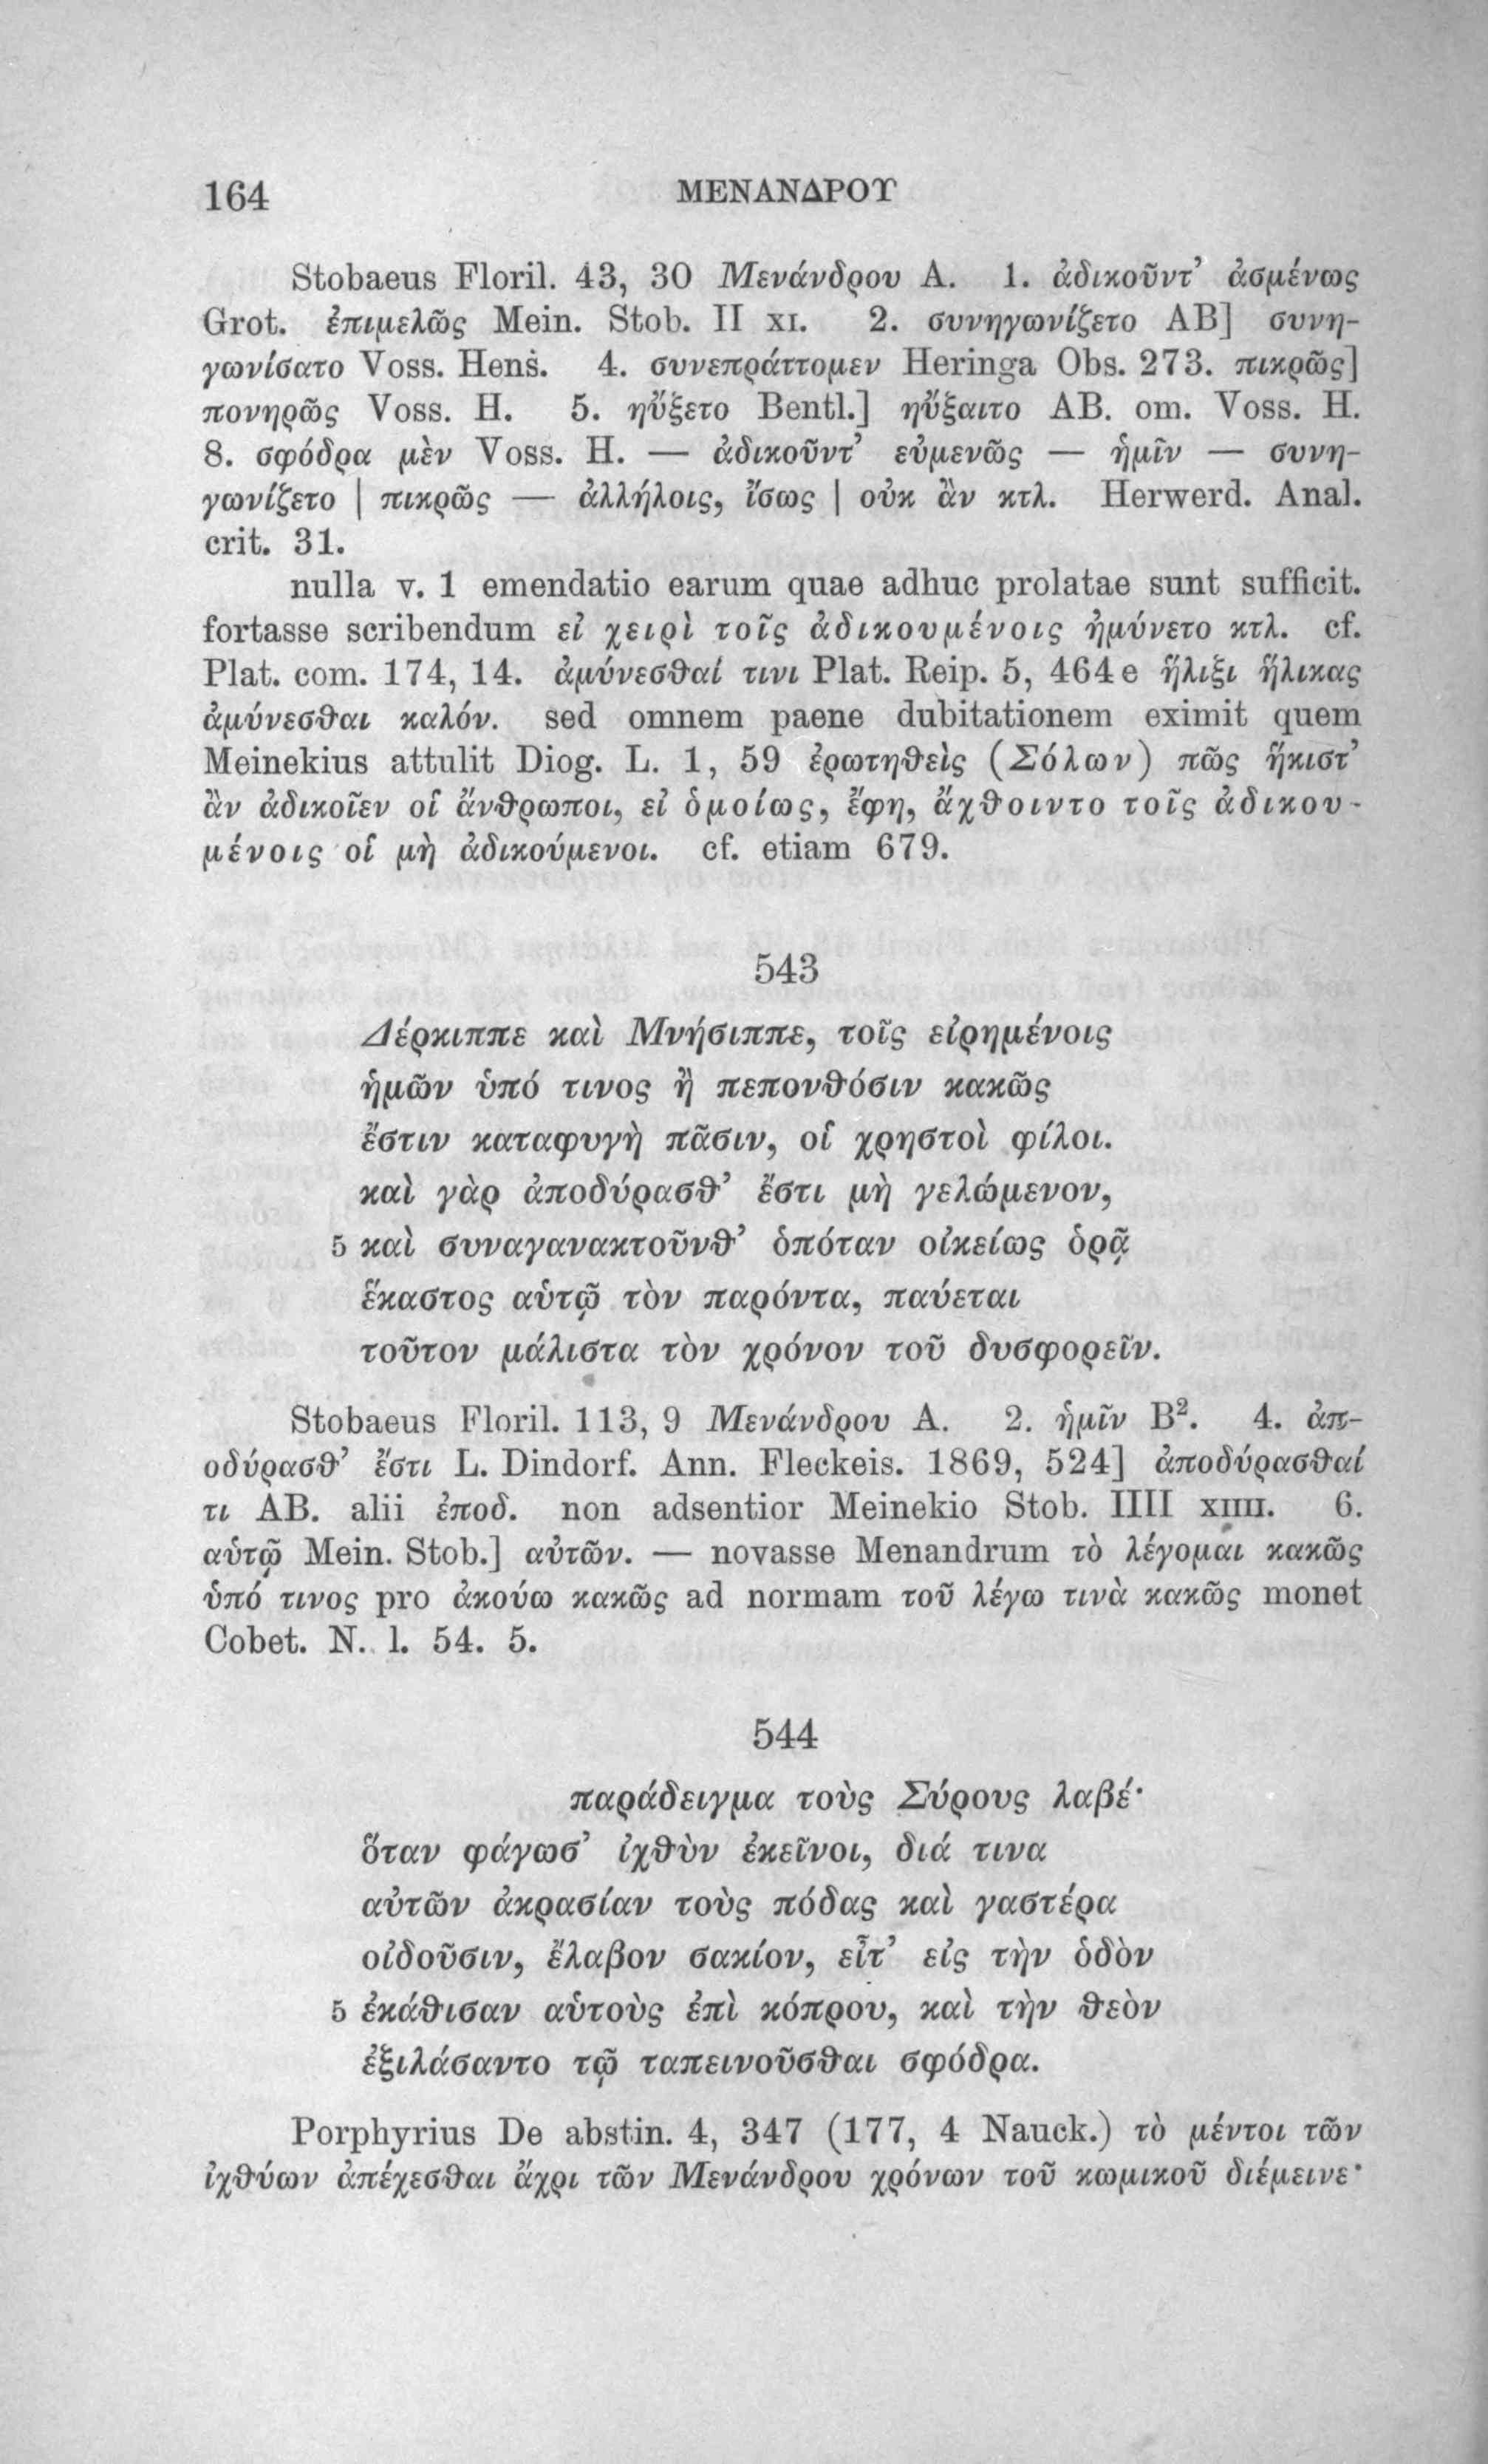 164
ΜΕΝΑΝΔΡΟΥ
Stobaeus Floril. 43, 30 Μενάνδρου A. 1. ἀδικοῦντ’ ἀσμένως
Grot. ἐπιμελῶς Mein. Stob. II XI. 2. συνηγωνίζετο AB] συνη-
γωνίσατο Voss. Hens. 4. συνεπράττομεν Heringa Obs. 273. πικρῶς]
πονηρῶς Voss. H. 5. ηὔξετο Bentl.] ηὔξαιτο AB. om. Voss. H.
8. σφόδρα μὲν Voss. H. — ἀδικοῦντ’ εὐμενῶς — ἡμῖν — συνη-
γωνίζετο | πικρῶς — ἀλλήλοις, ἴσως | οὐκ ἂν κτλ. Herwerd. Anal.
crit. 31.
nulla v. 1 emendatio earum quae adhuc prolatae sunt sufficit.
fortasse scribendum εἰ χειρὶ τοῖς ἀδικουμένοις ἠμύνετο κτλ. cf.
Plat. com. 174, 14. ἀμύνεσθαί τινι Plat. Reip. 5, 464 e ἥλιξι ἥλικας
ἀμύνεσθαι καλόν. sed omnem paene dubitationem eximit quem
Meinekius attulit Diog. L. 1, 59 ἐρωτηθεὶς (Σόλων) πῶς ἥκιστ’
ἂν ἀδικοῖεν οἱ ἄνθρωποι, εἰ ὁμοίως, ἔφη, ἄχθοιντο τοῖς ἀδικου-
μένοις οἱ μὴ ἀδικούμενοι. cf. etiam 679.
543
Δέρκιππε καὶ Μνήσιππε, τοῖς εἰρημένοις
ἡμῶν ὑπό τινος ἢ πεπονθόσιν κακῶς
ἔστιν καταφυγὴ πᾶσιν, οἱ χρηστοὶ φίλοι.
καὶ γὰρ ἀποδύρασθ’ ἔστι μὴ γελώμενον,
5 καὶ συναγανακτοῦνθ’ ὁπόταν οἰκείως ὁρᾷ
ἕκαστος αὑτῷ τὸν παρόντα, παύεται
τοῦτον μάλιστα τὸν χρόνον τοῦ δυσφορεῖν.
Stobaeus Floril. 113, 9 Μενάνδρου A. 2. ἡμῖν B². 4. ἀπ-
οδύρασθ’ ἔστι L. Dindorf. Ann. Fleckeis. 1869, 524] ἀποδύρασθαί
τι AB. alii ἐποδ. non adsentior Meinekio Stob. IIII XIIII. 6.
αὑτῷ Mein. Stob.] αὐτῶν. — novasse Menandrum τὸ λέγομαι κακῶς
ὑπό τινος pro ἀκούω κακῶς ad normam τοῦ λέγω τινὰ κακῶς monet
Cobet. N. l. 54. 5.
544
παράδειγμα τοὺς Σύρους λαβέ·
ὅταν φάγωσ’ ἰχθὺν ἐκεῖνοι, διά τινα
αὐτῶν ἀκρασίαν τοὺς πόδας καὶ γαστέρα
οἰδοῦσιν, ἔλαβον σακίον, εἶτ’ εἰς τὴν ὁδὸν
5 ἐκάθισαν αὑτοὺς ἐπὶ κόπρου, καὶ τὴν θεὸν
ἐξιλάσαντο τῷ ταπεινοῦσθαι σφόδρα.
Porphyrius De abstin. 4, 347 (177, 4 Nauck.) τὸ μέντοι τῶν
ἰχθύων ἀπέχεσθαι ἄχρι τῶν Μενάνδρου χρόνων τοῦ κωμικοῦ διέμεινε·